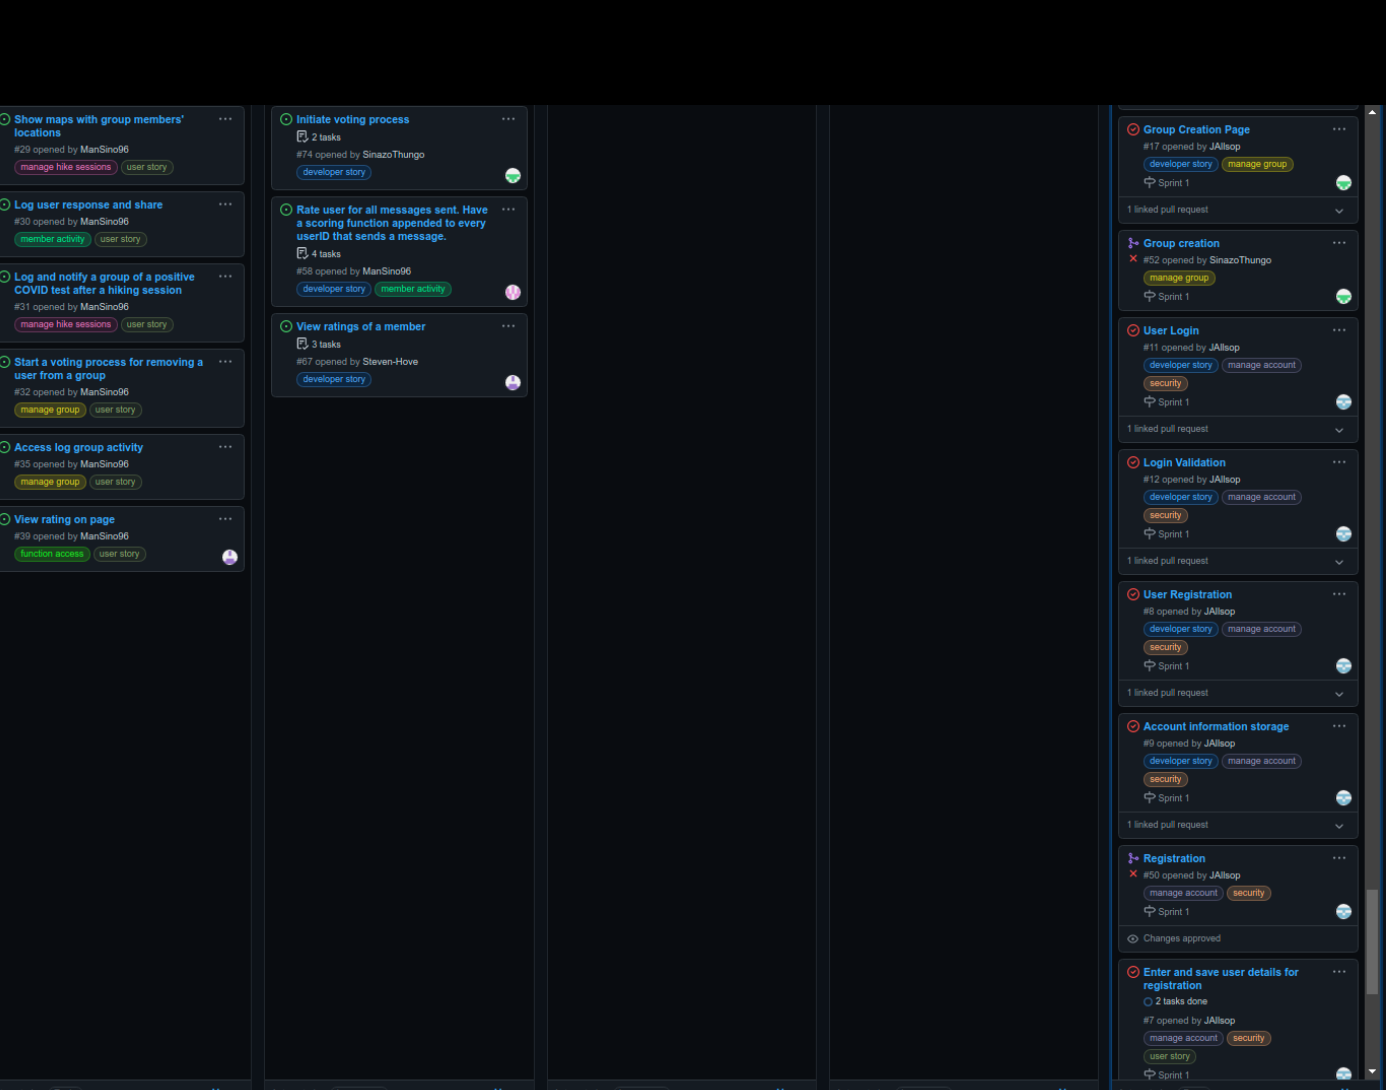 Show maps with group members'
locations
#29 opened by ManSino96
manage hike sessions user story
Log user response and share
#30 opened by ManSino96
member activity user story
Log and notify a group of a positive
COVID test after a hiking session
#31 opened by ManSino96
manage hike sessions user story
Start a voting process for removing a
user from a group
#32 opened by ManSino96
manage group user story
Access log group activity
#35 opened by ManSino96
manage group user story
View rating on page
#39 opened by ManSino96
function access user story
Initiate voting process
2 tasks
#74 opened by SinazoThungo
developer story
Rate user for all messages sent. Have
a scoring function appended to every
userID that sends a message.
4 tasks
#58 opened by ManSino96
developer story member activity
View ratings of a member
3 tasks
#67 opened by Steven-Hove
developer story
Group Creation Page
#17 opened by JAllsop
developer story manage group
Sprint 1
1 linked pull request
Group creation
#52 opened by SinazoThungo
manage group
Sprint 1
User Login
#11 opened by JAllsop
developer story manage account
security
Sprint 1
1 linked pull request
Login Validation
#12 opened by JAllsop
developer story manage account
security
Sprint 1
1 linked pull request
User Registration
#8 opened by JAllsop
developer story manage account
security
Sprint 1
1 linked pull request
Account information storage
#9 opened by JAllsop
developer story manage account
security
Sprint 1
1 linked pull request
Registration
#50 opened by JAllsop
manage account security
Sprint 1
Changes approved
Enter and save user details for
registration
2 tasks done
#7 opened by JAllsop
manage account security
user story
Sprint 1